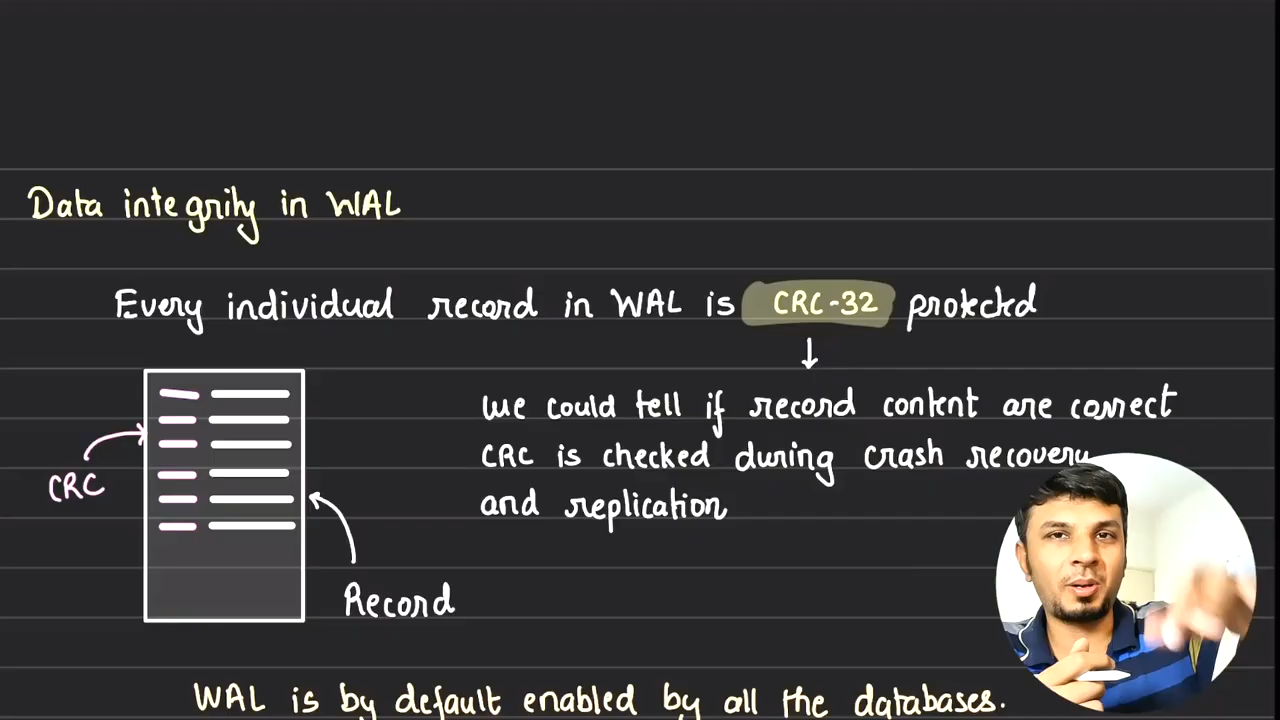 Data integrity in WAL
Every individual record in WAL is CRC-32 protected
We could tell if record content are correct
CRC is checked during crash recovery
and replication
CRC
Record
WAL is by default enabled by all the databases.